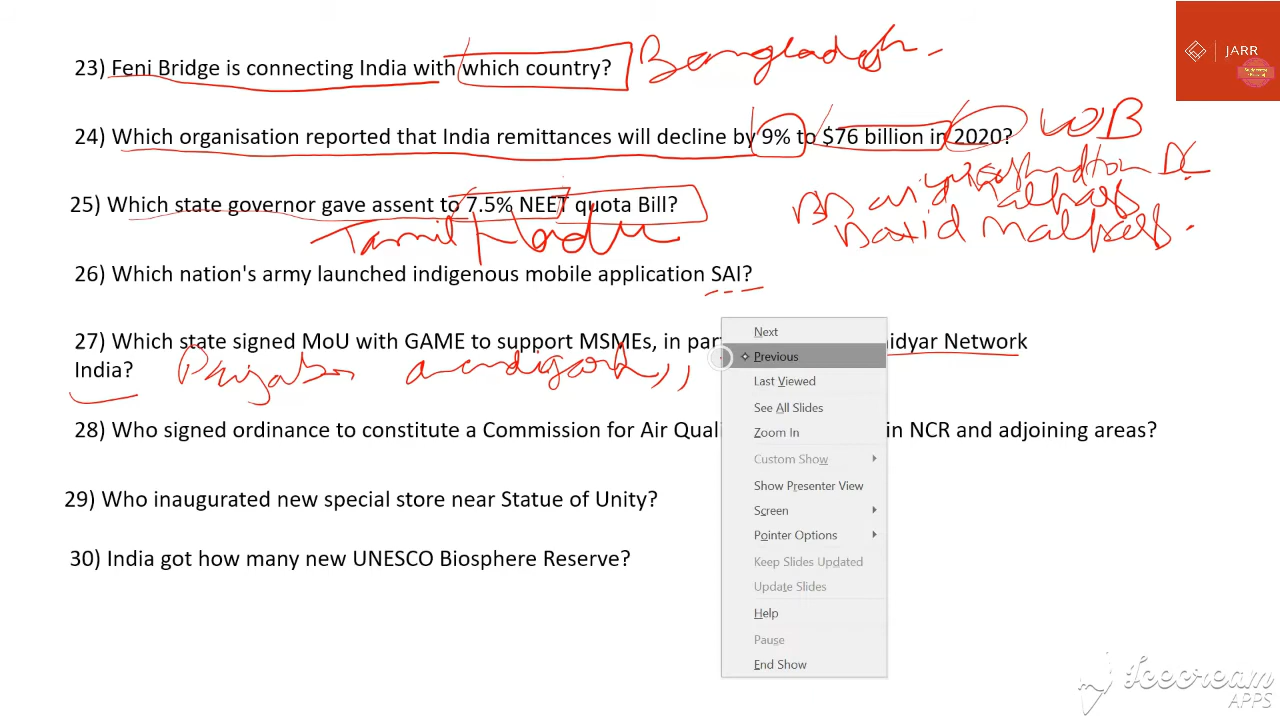 JARR
23) Feni Bridge is connecting India with which country? Bangladesh.
24) Which organisation reported that India remittances will decline by 9% to $76 billion in 2020? WB
DC
25) Which state governor gave assent to 7.5% NEET quota Bill?
Tamil Nadu
David Malpass.
26) Which nation's army launched indigenous mobile application SAI?
27) Which state signed MoU with GAME to support MSMEs, in part idyar Network
India?
28) Who signed ordinance to constitute a Commission for Air Qual in NCR and adjoining areas?
29) Who inaugurated new special store near Statue of Unity?
30) India got how many new UNESCO Biosphere Reserve?
Next
Previous
Last Viewed
See All Slides
Zoom In
Custom Show
Show Presenter View
Screen
Pointer Options
Keep Slides Updated
Update Slides
Help
Pause
End Show
Icecream
APPS